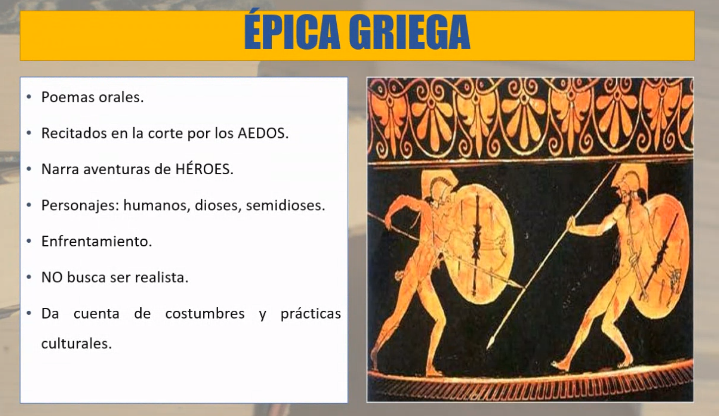 ÉPICA GRIEGA
• Poemas orales.
• Recitados en la corte por los AEDOS.
• Narra aventuras de HÉROES.
• Personajes: humanos, dioses, semidioses.
• Enfrentamiento.
• NO busca ser realista.
• Da cuenta de costumbres y prácticas
culturales.